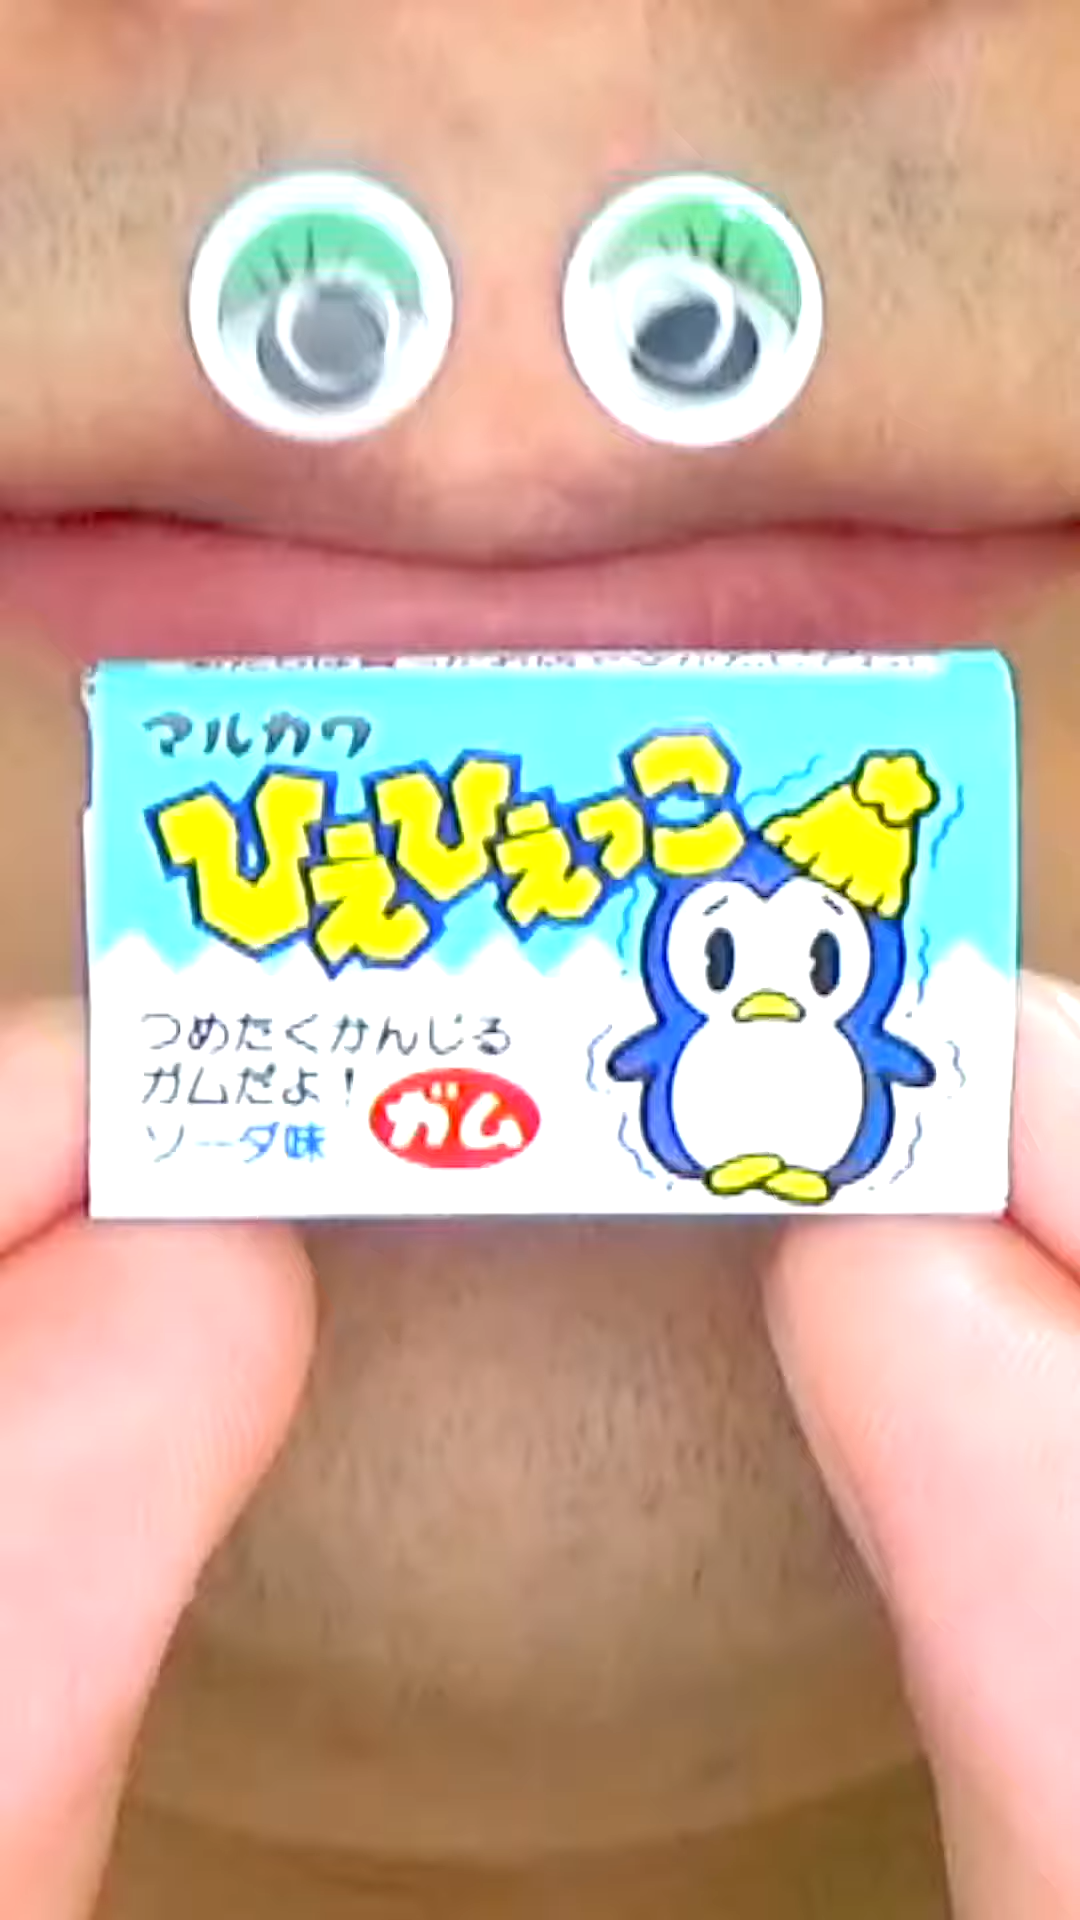 マルカワ
ひえひえっこ
つめたくかんじる
ガムだよ!
ソーダ味
ガム